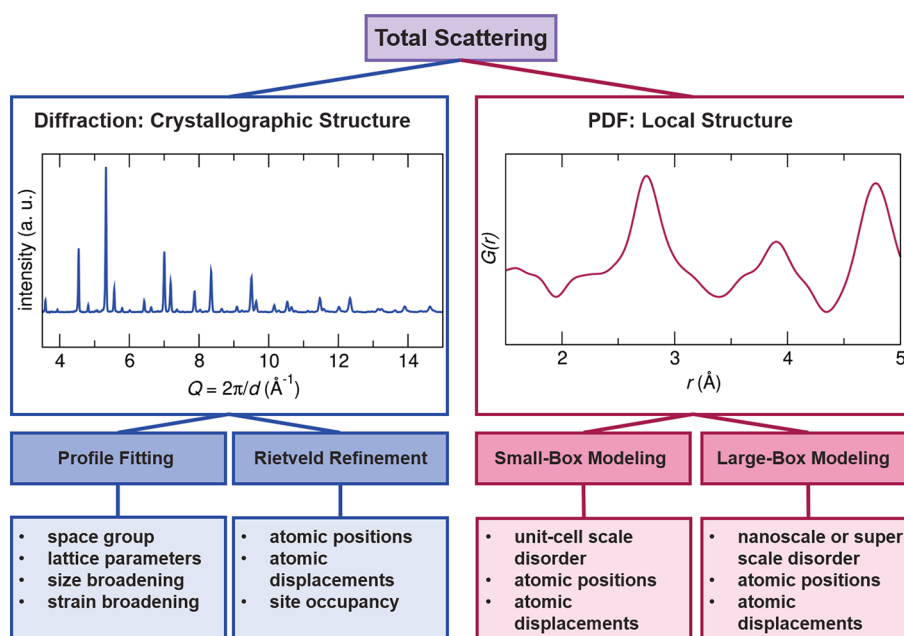 Total Scattering
Diffraction: Crystallographic Structure
intensity (a. u.)
4 6 8 10 12 14
Q = 2π/d (Å⁻¹)
PDF: Local Structure
G(r)
2 3 4 5
r (Å)
Profile Fitting
Rietveld Refinement
Small-Box Modeling
Large-Box Modeling
• space group
• lattice parameters
• size broadening
• strain broadening
• atomic positions
• atomic
displacements
• site occupancy
• unit-cell scale
disorder
• atomic positions
• atomic
displacements
• nanoscale or super
scale disorder
• atomic positions
• atomic
displacements